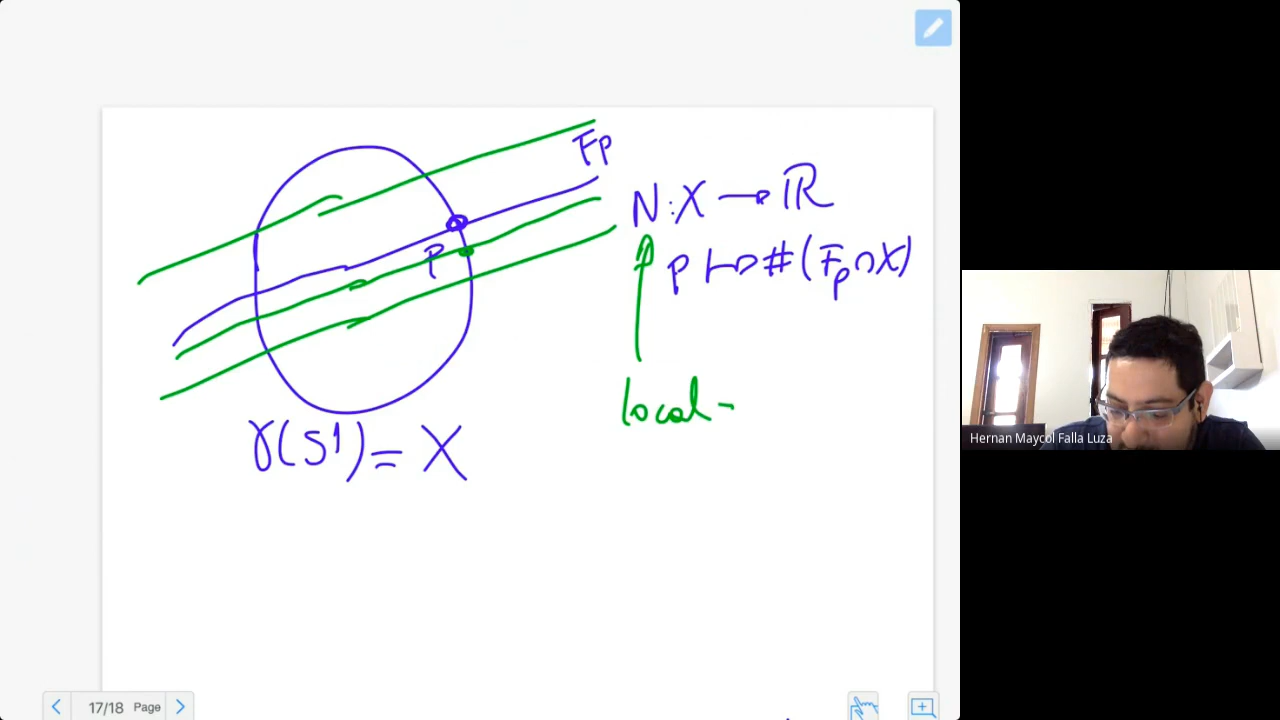 Fp
N: X → ℝ
p ↦ #(Fp ∩ X)
P
local -
γ(S¹) = X
Hernan Maycol Falla Luza
17/18 Page